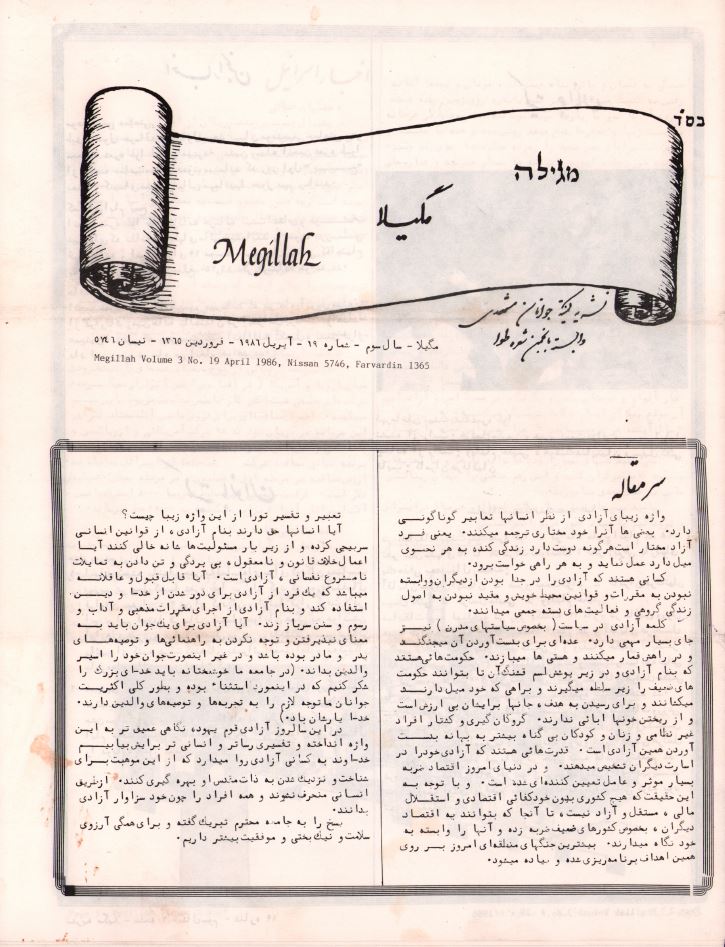 בס״ד
מגילה
مگیلا
Megillah
نشریه کمیته جوانان مشهدی
وابسته بانجمن شعره طوا
مگیلا - سال سوم - شماره ۱۹ - آبریل ۱۹۸۶ - فروردین ۱۳٦۵ - نیسان ۵۷٤٦
Megillah Volume 3 No. 19 April 1986, Nissan 5746, Farvardin 1365
سرمقاله
واژه زیبای آزادی از نظر انسانها تعابیر گوناگونی
دارد. یعنی ها آنرا خود مختاری ترجمه میکنند. یعنی فرد
آزاد مختار است هرگونه دوست دارد زندگی کند، به هر نحوی
میل دارد عمل نماید و به هر راهی خواست برود.
کسانی هستند که آزادی را در جدا بودن از دیگران و وابسته
نبودن به مقررات و قوانین محیط خویش و مقید نبودن به اصول
زندگی گروهی و فعالیت‌های دسته جمعی میدانند.
کلمه آزادی در سیاست (بخصوص سیاستهای مدرن) نیز
جای بسیار مهمی دارد. عده‌ای برای بدست آوردن آن میجنگند
و در راهش قمار میکنند و هستی ها میبازند. حکومت‌هائی هستند
که بنام آزادی و در زیر پوشش اسم قشنگ آن تا بتوانند حکومت
های ضعیف را زیر سلطه میگیرند و براهی که خود میل دارند
میکشانند و برای رسیدن به هدف، جانها برایشان بی ارزش است
و از ریختن خونها ابائی ندارند. گروگان گیری و کشتار افراد
غیر نظامی و زنان و کودکان بی گناه بیشتر به بهانه بدست
آوردن همین آزادی است. قدرت‌هائی هستند که آزادی خود را در
اسارت دیگران تشخیص میدهند. و در دنیای امروز اقتصاد ضربه
بسیار موثر و عامل تعیین کننده‌ای شده است. و با توجه به
این حقیقت که هیچ کشوری بدون خودکفائی اقتصادی و استقلال
مالی، مستقل و آزاد نیست، تا آنجا که بتوانند به اقتصاد
دیگران، بخصوص کشورهای ضعیف ضربه زده و آنها را وابسته به
خود نگاه میدارند. بیشترین جنگهای منطقه‌ای امروز بر روی
همین اهداف برنامه‌ریزی شده و پیاده میشود.
تعبیر و تفسیر تورا از این واژه زیبا چیست؟
آیا انسانها حق دارند بنام آزادی، از قوانین انسانی
سرپیچی کرده و از زیر بار مسئولیت‌ها شانه خالی کنند آیا
اعمال خلاف قانون و نامعقول، بی پردگی و تن دادن به تمایلات
نامشروع نفسانی، آزادی است. آیا قابل قبول و عاقلانه
میباشد که یک فرد از آزادی برای دور شدن از خدا و دین
استفاده کند و بنام آزادی از اجرای مقررات مذهبی و آداب و
رسوم و سنن سرباز زند. آیا آزادی برای یک جوان باید به
معنای نپذیرفتن و توجه نکردن به راهنمائی‌ها و توصیه‌های
پدر و مادر بوده باشد و در غیر اینصورت جوان خود را اسیر
والدین بداند. (در جامعه ما خوشبختانه باید خدای بزرگ را
شکر کنیم که در اینمورد استثناء بوده و بطور کلی اکثریت
جوانان ما توجه لازم را به تجربه‌ها و توصیه‌های والدین دارند.
خدا یارشان باد.)
در این سالروز آزادی قوم یهود، نگاهی عمیق تر به این
واژه انداخته و تفسیری رساتر و انسانی تر برایش بیابیم
خداوند به کسانی آزادی روا میدارد که از این موهبت برای
شناخت و نزدیک شدن به ذات مقدس او بهره گیری کنند. از طریق
انسانی منحرف نشوند و همه افراد را چون خود سزاوار آزادی
بدانند.
پسح را به جامعه محترم تبریک گفته و برای همگی آرزوی
سلامت و نیک بختی و موفقیت بیشتر داریم.